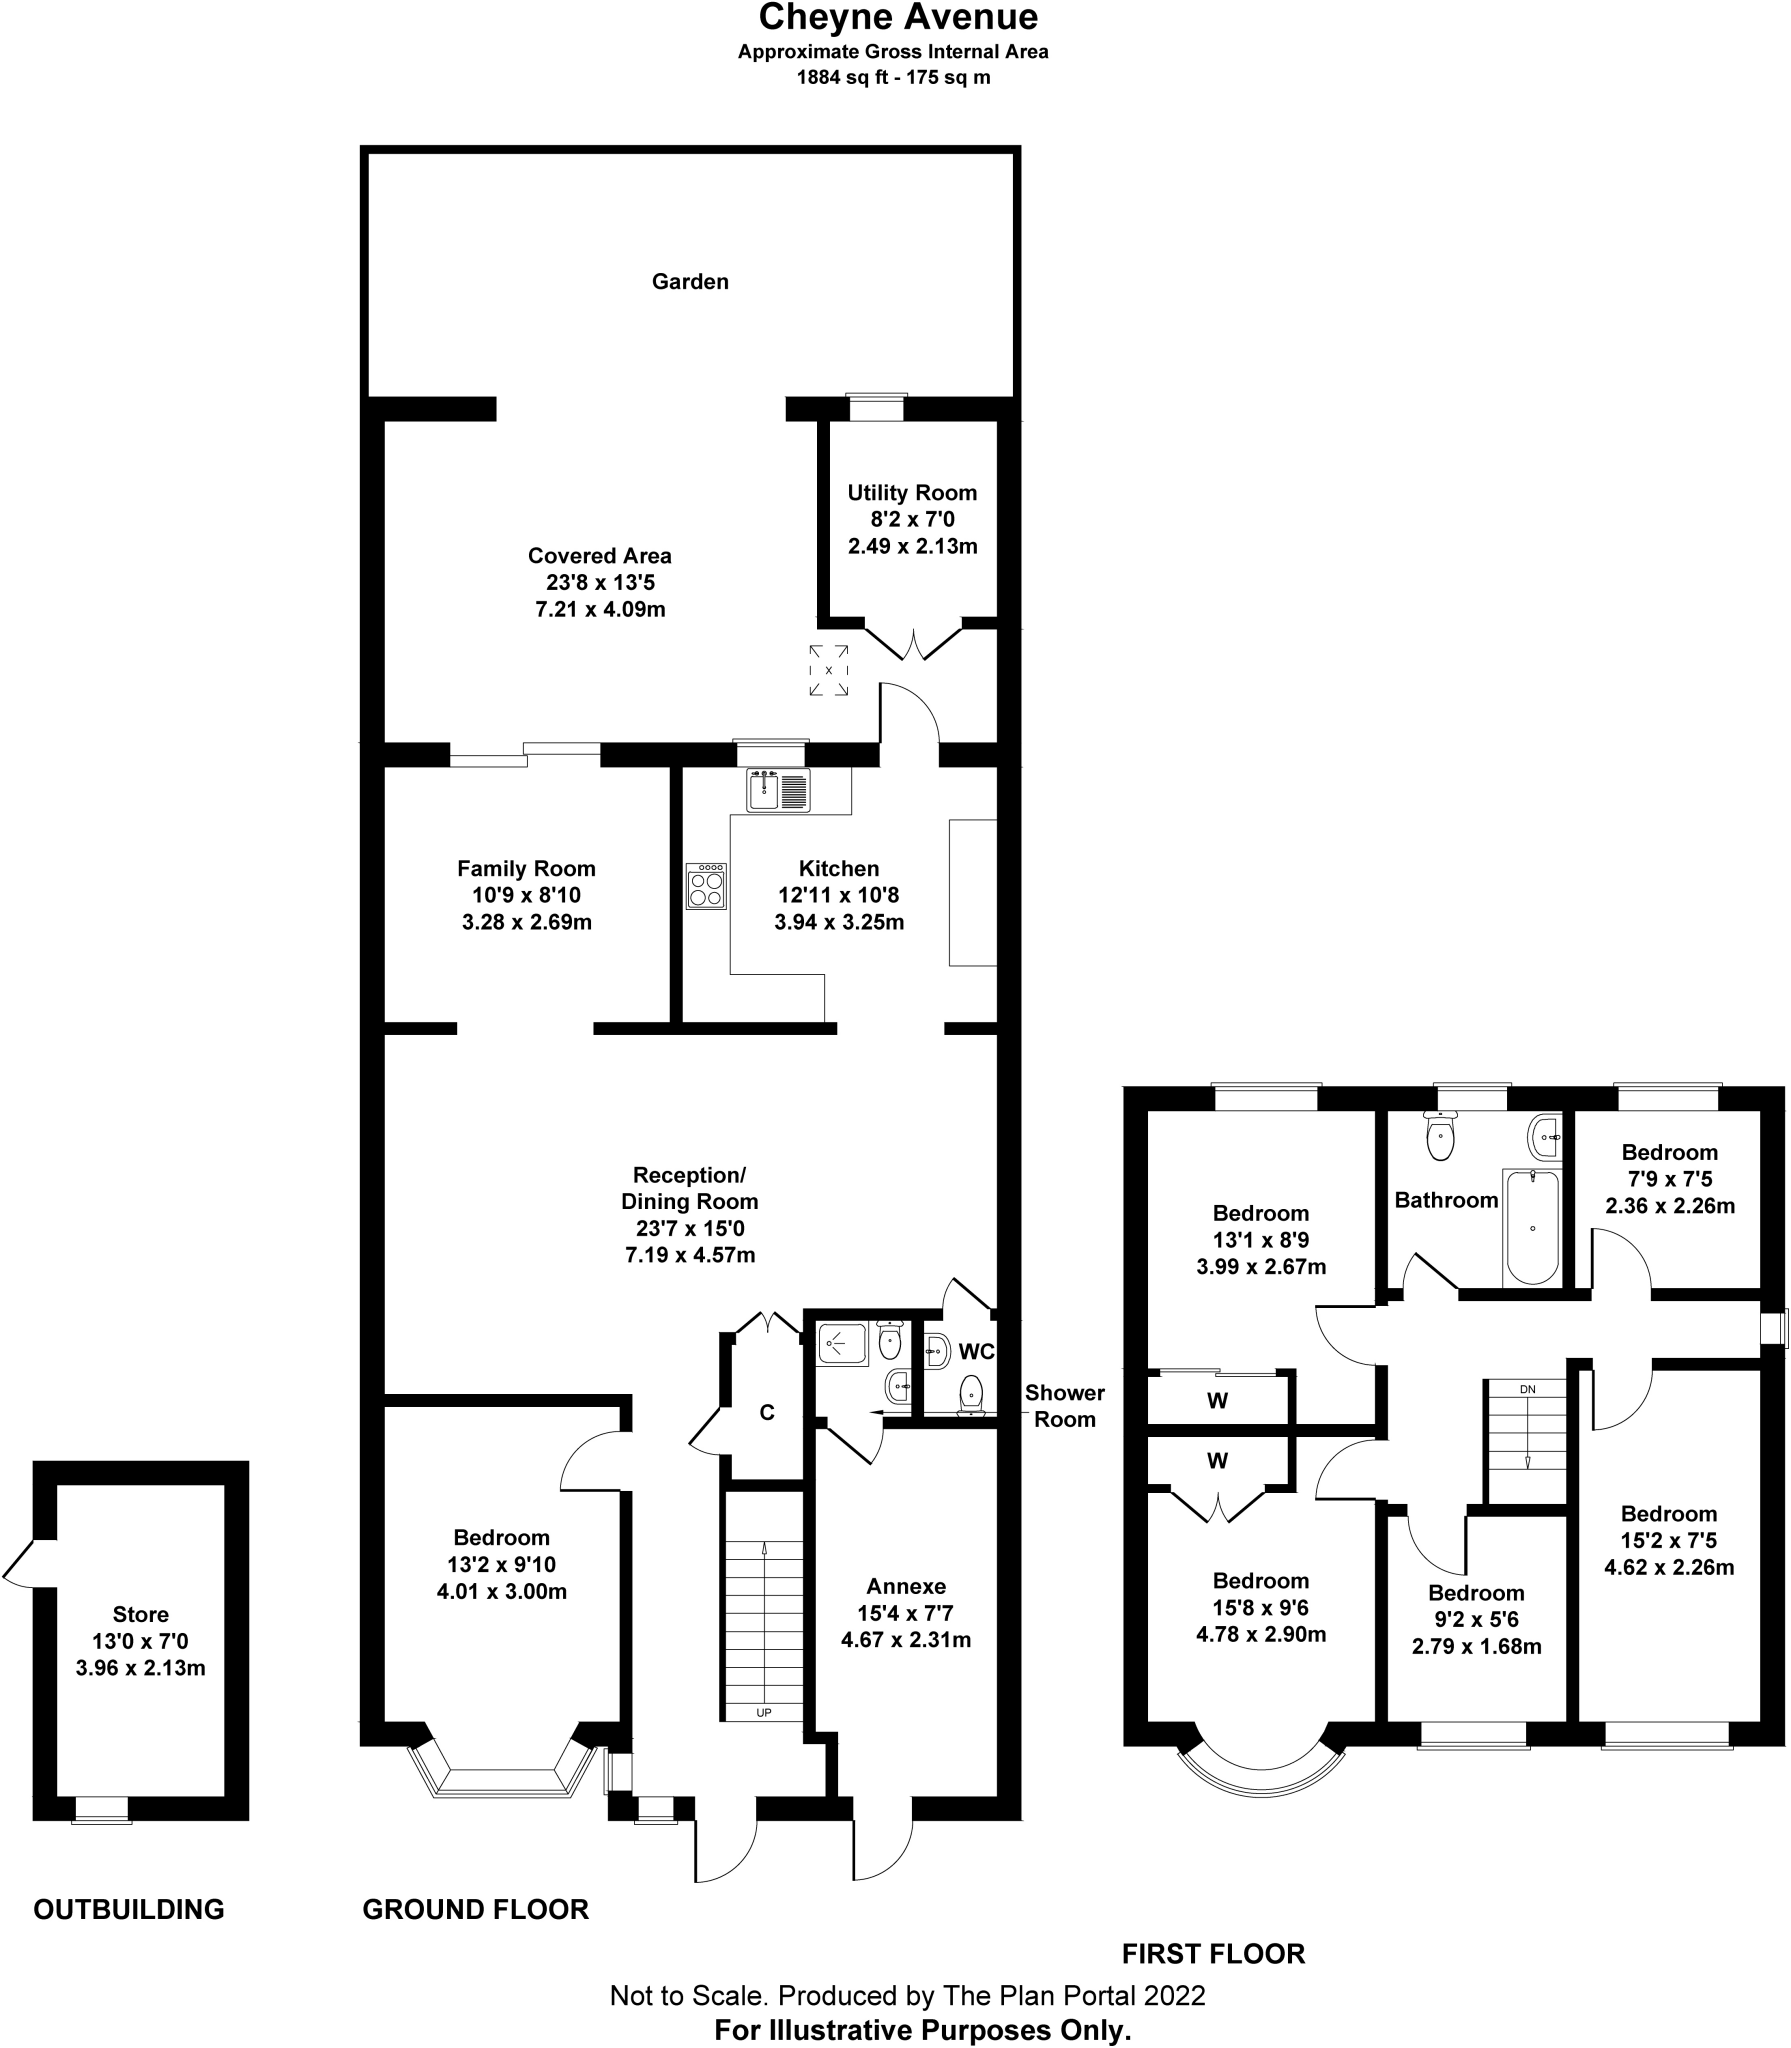 Cheyne Avenue
Approximate Gross Internal Area
1884 sq ft - 175 sq m
Garden
Utility Room
8'2 x 7'0
2.49 x 2.13m
Covered Area
23'8 x 13'5
7.21 x 4.09m
x
Family Room
10'9 x 8'10
3.28 x 2.69m
Kitchen
12'11 x 10'8
3.94 x 3.25m
Reception/
Dining Room
23'7 x 15'0
7.19 x 4.57m
WC
Shower
Room
C
Bedroom
13'2 x 9'10
4.01 x 3.00m
Annexe
15'4 x 7'7
4.67 x 2.31m
UP
Store
13'0 x 7'0
3.96 x 2.13m
Bedroom
13'1 x 8'9
3.99 x 2.67m
Bathroom
Bedroom
7'9 x 7'5
2.36 x 2.26m
W
W
DN
Bedroom
15'8 x 9'6
4.78 x 2.90m
Bedroom
9'2 x 5'6
2.79 x 1.68m
Bedroom
15'2 x 7'5
4.62 x 2.26m
OUTBUILDING
GROUND FLOOR
FIRST FLOOR
Not to Scale. Produced by The Plan Portal 2022
For Illustrative Purposes Only.